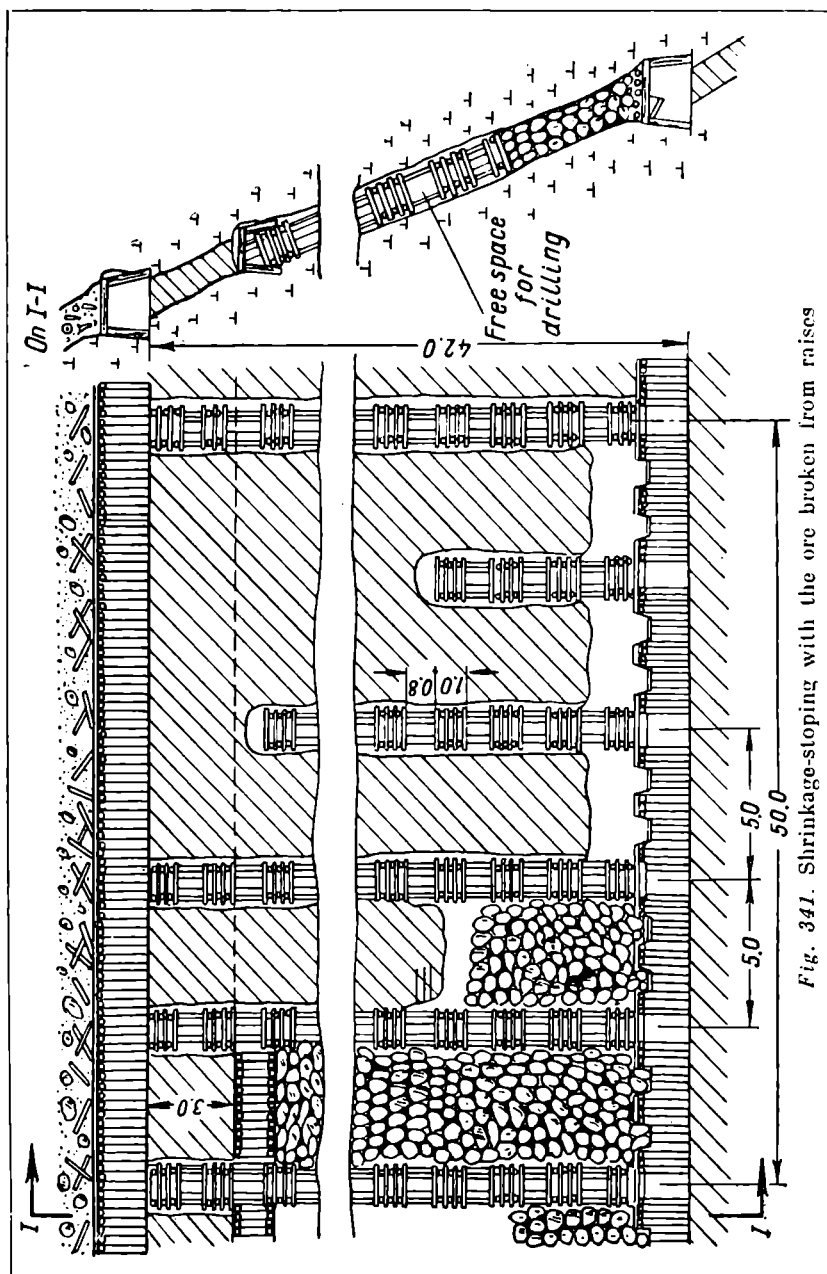 On I-I
Free space
for
drilling
42.0
I
3.0
1.0
0.8
5.0
5.0
50.0
I
Fig. 341. Shrinkage-stoping with the ore broken from raises